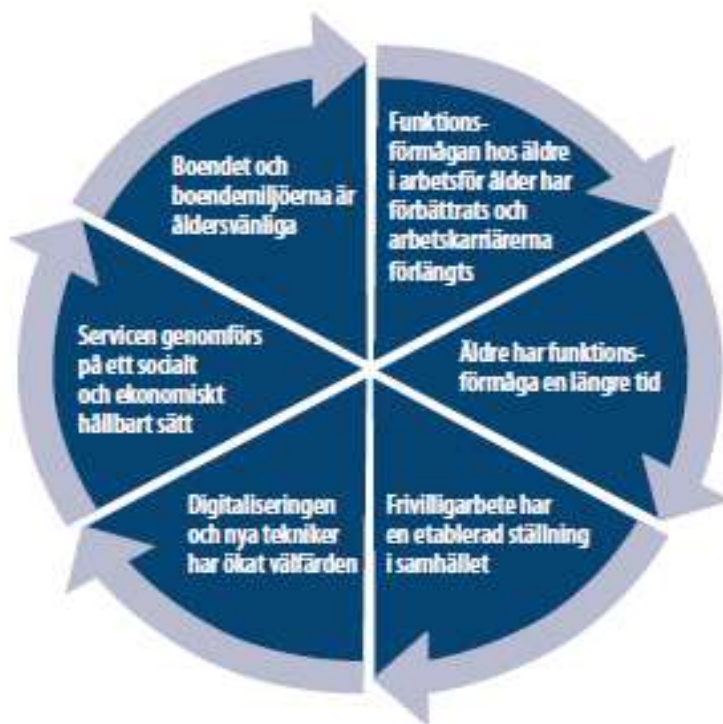 Funktions-
förmågan hos äldre
i arbetsför ålder har
förbättrats och
arbetskarriärerna
förlängts
Äldre har funktions-
förmåga en längre tid
Frivilligarbete har
en etablerad ställning
i samhället
Digitaliseringen
och nya tekniker
har ökat välfärden
Servicen genomförs
på ett socialt
och ekonomiskt
hållbart sätt
Boendet och
boendemiljöerna är
åldersvänliga